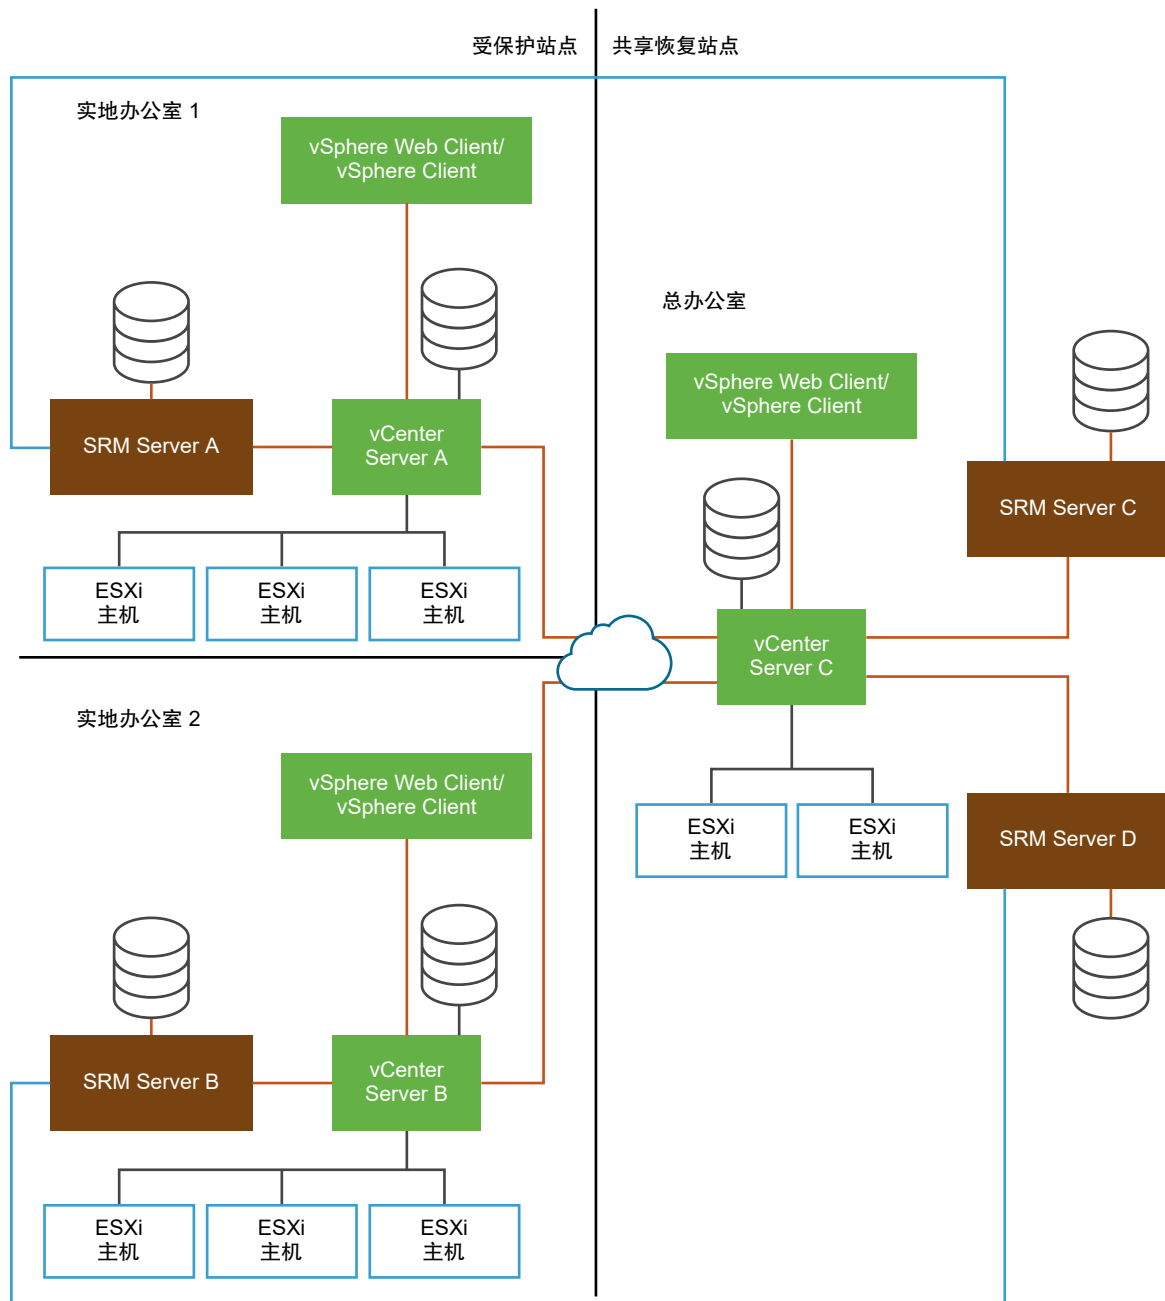 受保护站点
共享恢复站点
实地办公室 1
vSphere Web Client/
vSphere Client
SRM Server A
vCenter
Server A
ESXi
主机
ESXi
主机
ESXi
主机
总办公室
vSphere Web Client/
vSphere Client
SRM Server C
vCenter
Server C
ESXi
主机
ESXi
主机
SRM Server D
实地办公室 2
vSphere Web Client/
vSphere Client
SRM Server B
vCenter
Server B
ESXi
主机
ESXi
主机
ESXi
主机